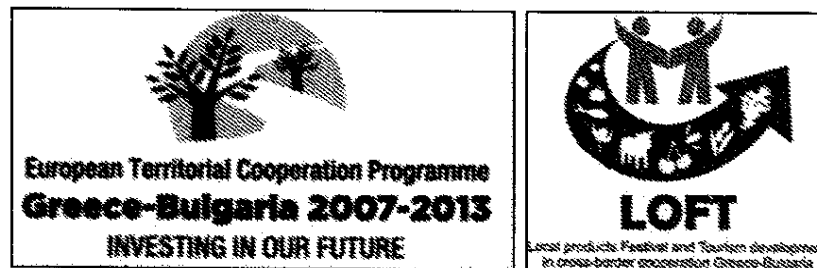 European Territorial Cooperation Programme
Greece-Bulgaria 2007-2013
INVESTING IN OUR FUTURE
LOFT
Local products Festival and Tourism developmen
in cross-border cooperation Greece-Bulgaria